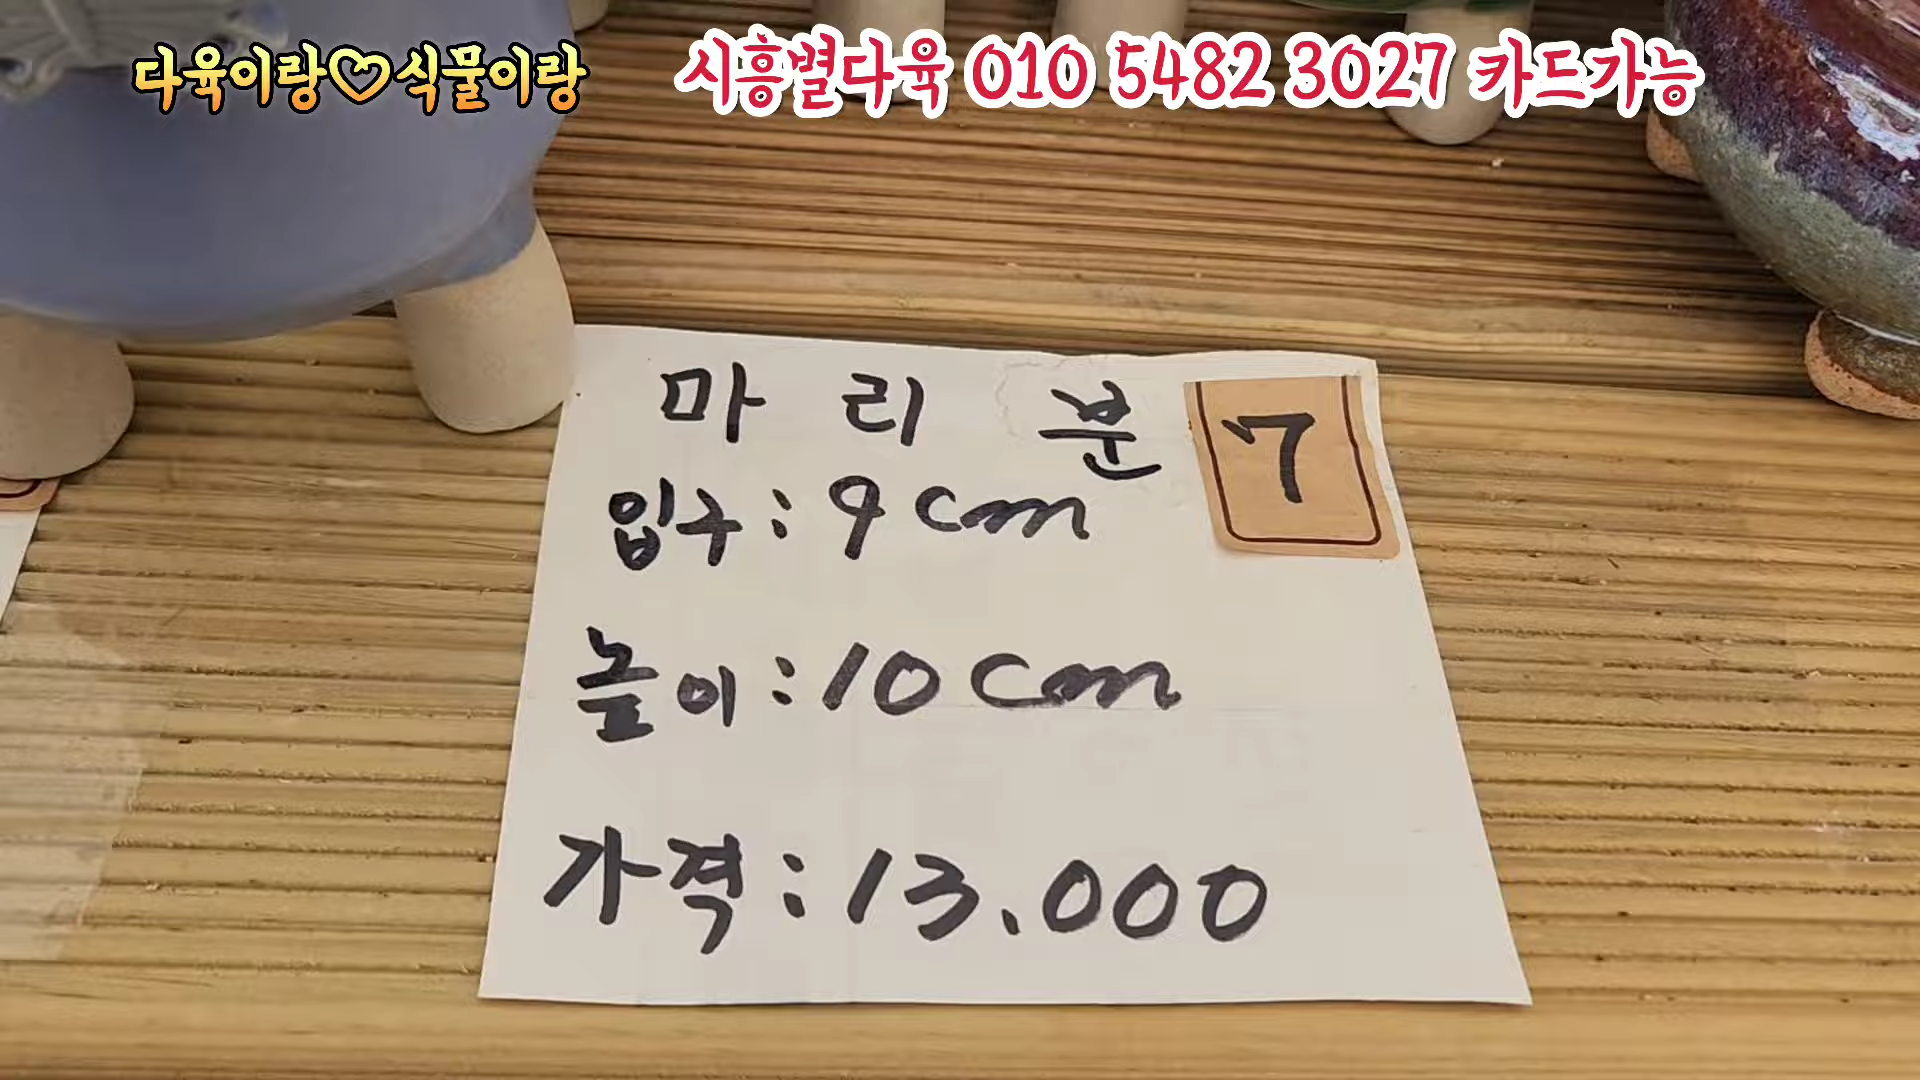 다육이랑♡식물이랑
시흥별다육 010 5482 3027 카드가능
마리분
7
입구:9cm
높이:10cm
가격:13.000